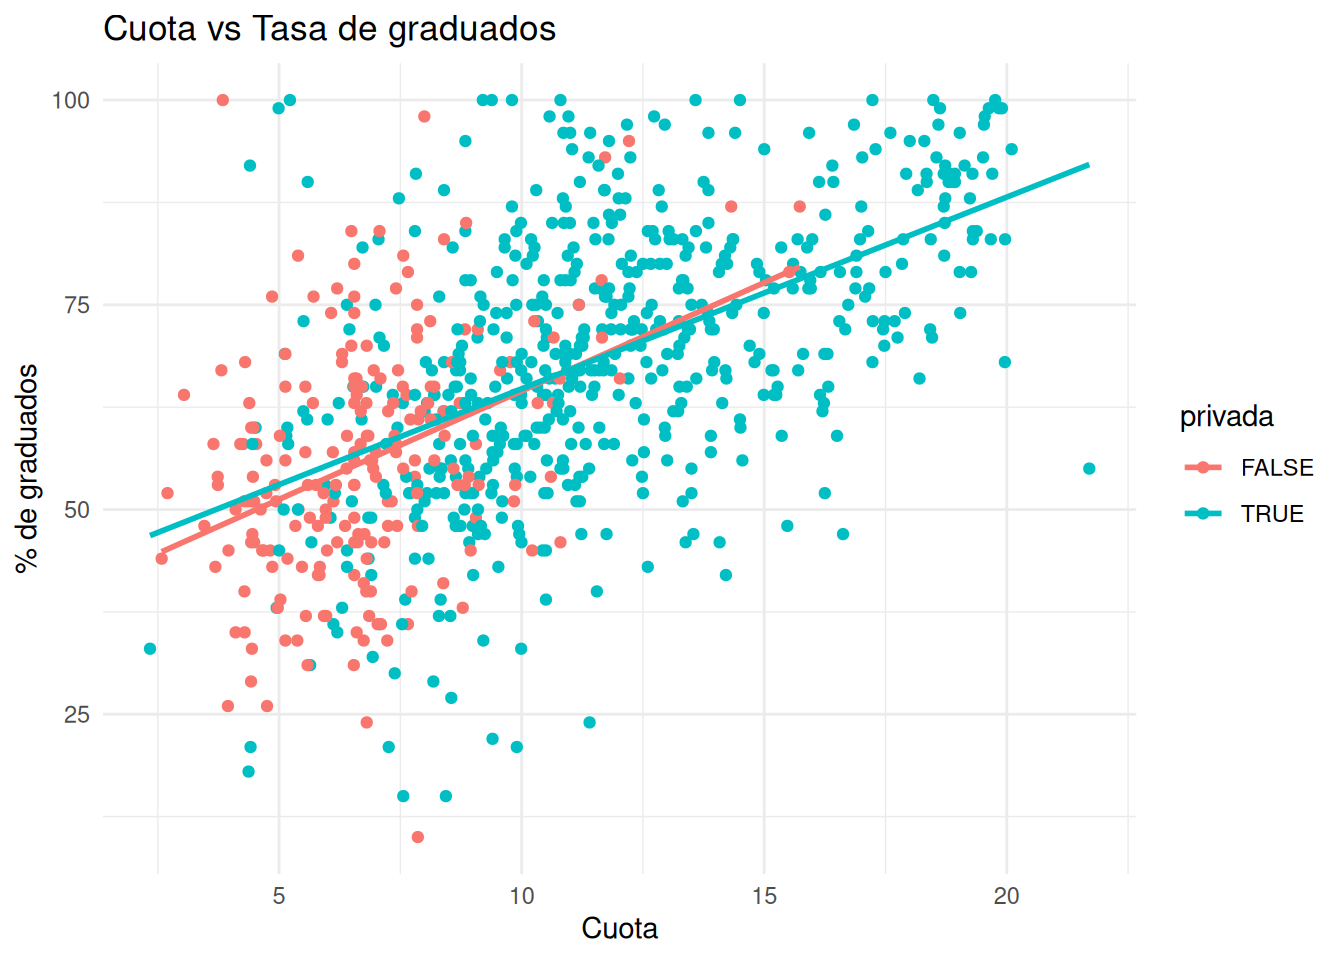 Cuota vs Tasa de graduados
100
75
50
25
% de graduados
5 10 15 20
Cuota
privada
FALSE
TRUE